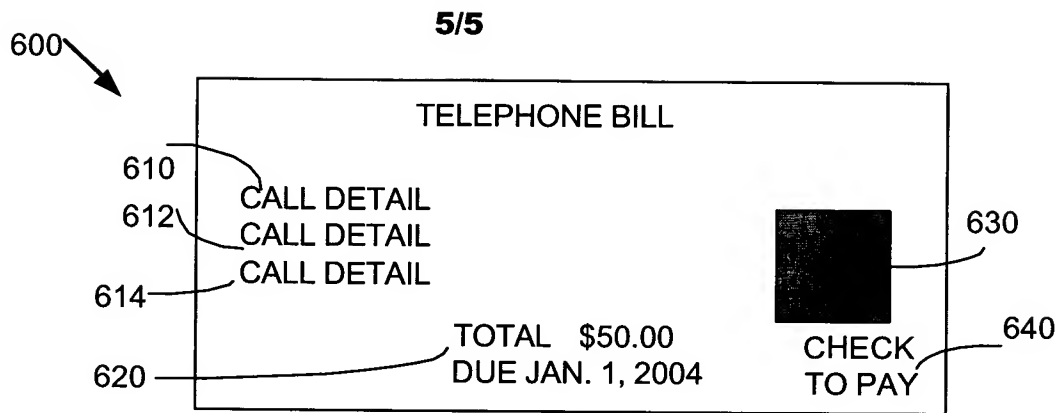 5/5
600
TELEPHONE BILL
610
CALL DETAIL
612
CALL DETAIL
630
CALL DETAIL
614
TOTAL $50.00
CHECK
640
620
DUE JAN. 1, 2004
TO PAY